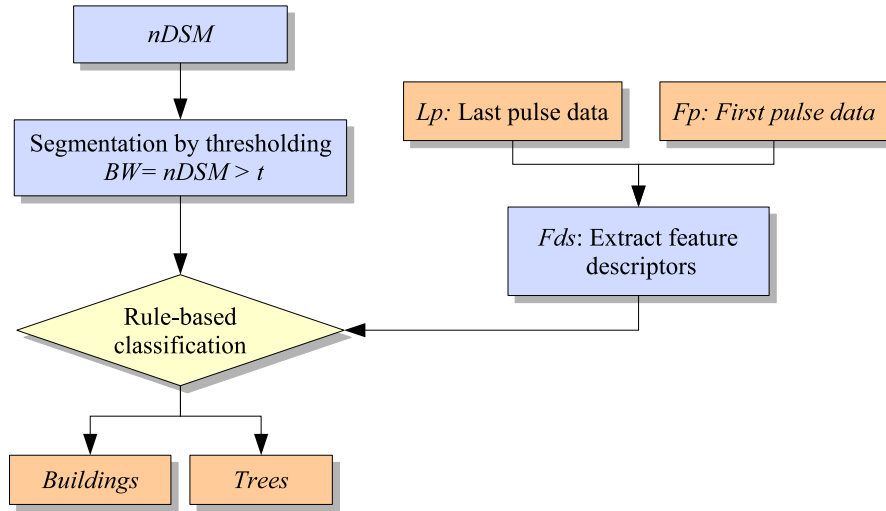 nDSM
Lp: Last pulse data
Fp: First pulse data
Segmentation by thresholding
BW= nDSM > t
Fds: Extract feature
descriptors
Rule-based
classification
Buildings
Trees